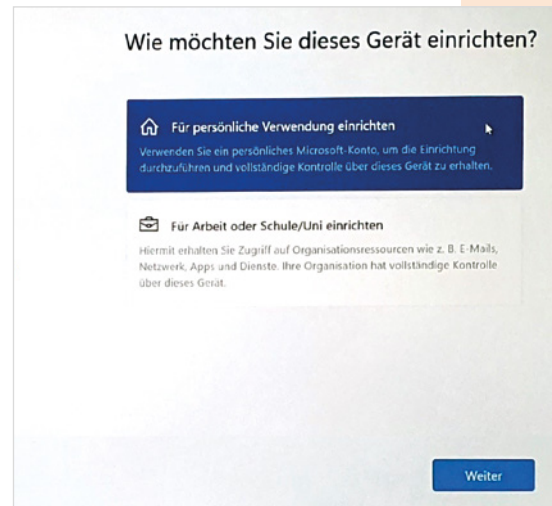 Wie möchten Sie dieses Gerät einrichten?
Für persönliche Verwendung einrichten
Verwenden Sie ein persönliches Microsoft-Konto, um die Einrichtung
durchzuführen und vollständige Kontrolle über dieses Gerät zu erhalten.
Für Arbeit oder Schule/Uni einrichten
Hiermit erhalten Sie Zugriff auf Organisationsressourcen wie z. B. E-Mails,
Netzwerk, Apps und Dienste. Ihre Organisation hat vollständige Kontrolle
über dieses Gerät.
Weiter